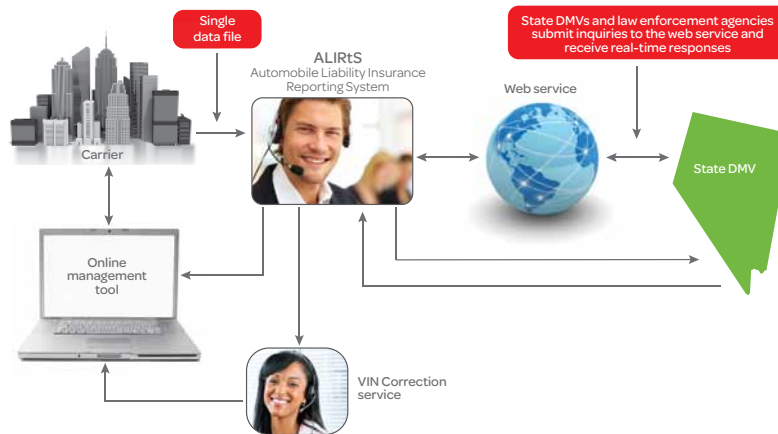 Single
data file
State DMVs and law enforcement agencies
submit inquiries to the web service and
receive real-time responses
ALIRtS
Automobile Liability Insurance
Reporting System
Web service
Carrier
State DMV
Online
management
tool
VIN Correction
service